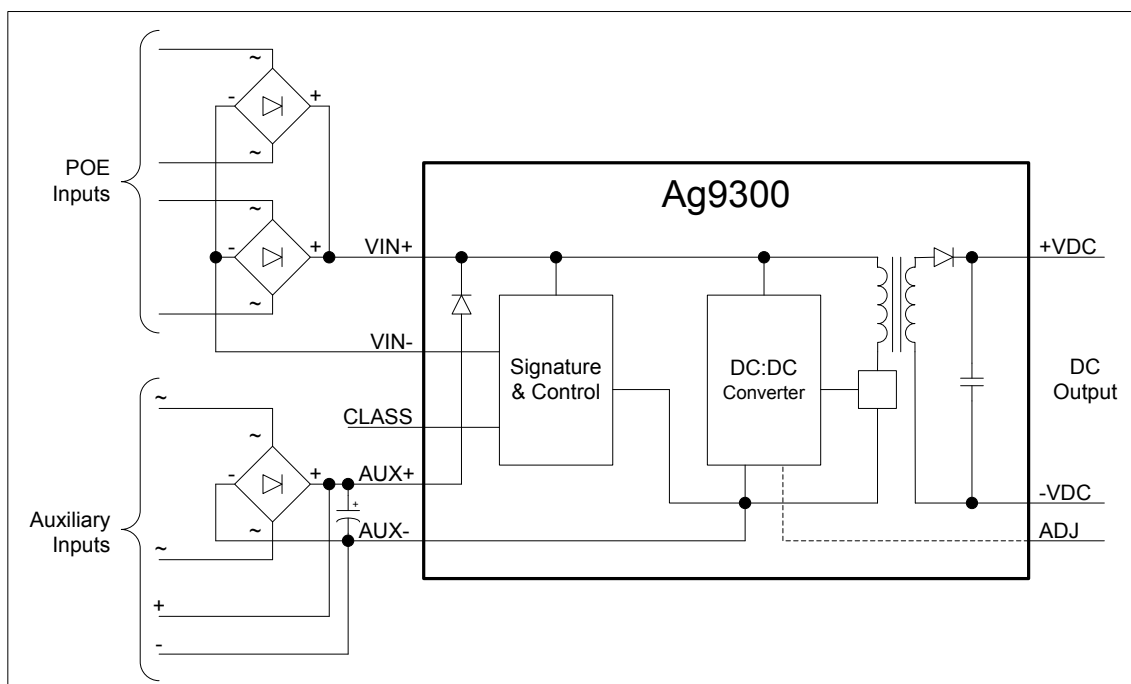 ~
- +
~
POE
Inputs
~
- +
~
VIN+
VIN-
Ag9300
Signature
& Control
DC:DC
Converter
+VDC
DC
Output
-VDC
ADJ
CLASS
~
~
- +
~
~
+
-
Auxiliary
Inputs
+
AUX+
AUX-